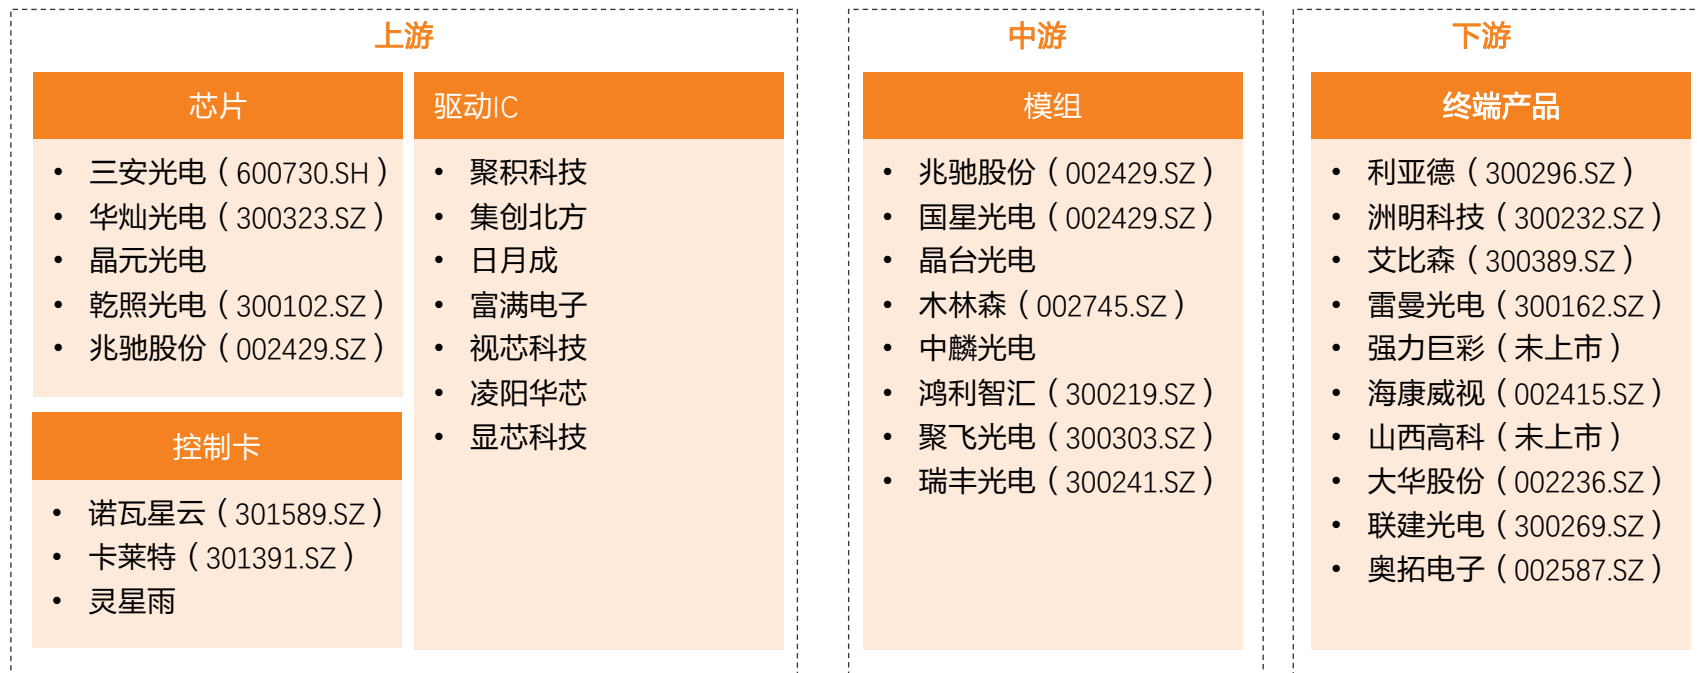 上游
芯片
• 三安光电（600730.SH）
• 华灿光电（300323.SZ）
• 晶元光电
• 乾照光电（300102.SZ）
• 兆驰股份（002429.SZ）
控制卡
• 诺瓦星云（301589.SZ）
• 卡莱特（301391.SZ）
• 灵星雨
驱动IC
• 聚积科技
• 集创北方
• 日月成
• 富满电子
• 视芯科技
• 凌阳华芯
• 显芯科技
中游
模组
• 兆驰股份（002429.SZ）
• 国星光电（002429.SZ）
• 晶台光电
• 木林森（002745.SZ）
• 中麟光电
• 鸿利智汇（300219.SZ）
• 聚飞光电（300303.SZ）
• 瑞丰光电（300241.SZ）
下游
终端产品
• 利亚德（300296.SZ）
• 洲明科技（300232.SZ）
• 艾比森（300389.SZ）
• 雷曼光电（300162.SZ）
• 强力巨彩（未上市）
• 海康威视（002415.SZ）
• 山西高科（未上市）
• 大华股份（002236.SZ）
• 联建光电（300269.SZ）
• 奥拓电子（002587.SZ）